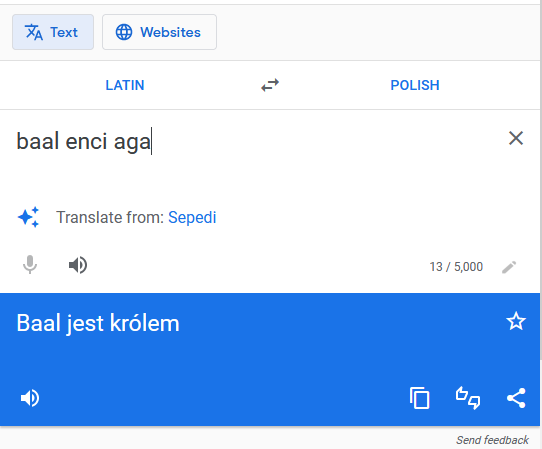 Text Websites
LATIN POLISH
baal enci aga
Translate from: Sepedi
13 / 5,000
Baal jest królem
Send feedback